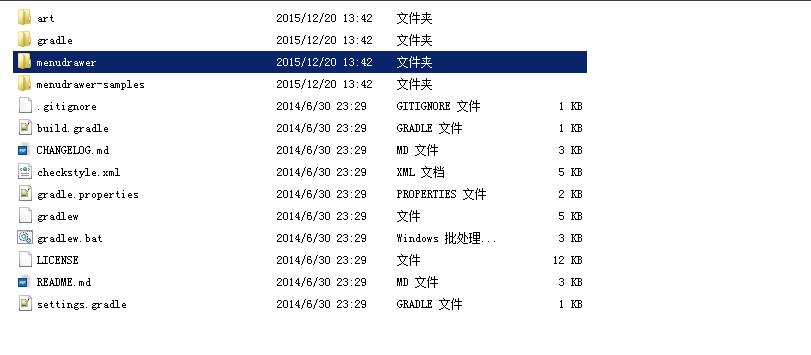 art 2015/12/20 13:42 文件夹
gradle 2015/12/20 13:42 文件夹
menudrawer 2015/12/20 13:42 文件夹
menudrawer-samples 2015/12/20 13:42 文件夹
.gitignore 2014/6/30 23:29 GITIGNORE 文件 1 KB
build.gradle 2014/6/30 23:29 GRADLE 文件 1 KB
CHANGELOG.md 2014/6/30 23:29 MD 文件 3 KB
checkstyle.xml 2014/6/30 23:29 XML 文档 5 KB
gradle.properties 2014/6/30 23:29 PROPERTIES 文件 2 KB
gradlew 2014/6/30 23:29 文件 5 KB
gradlew.bat 2014/6/30 23:29 Windows 批处理... 3 KB
LICENSE 2014/6/30 23:29 文件 12 KB
README.md 2014/6/30 23:29 MD 文件 3 KB
settings.gradle 2014/6/30 23:29 GRADLE 文件 1 KB